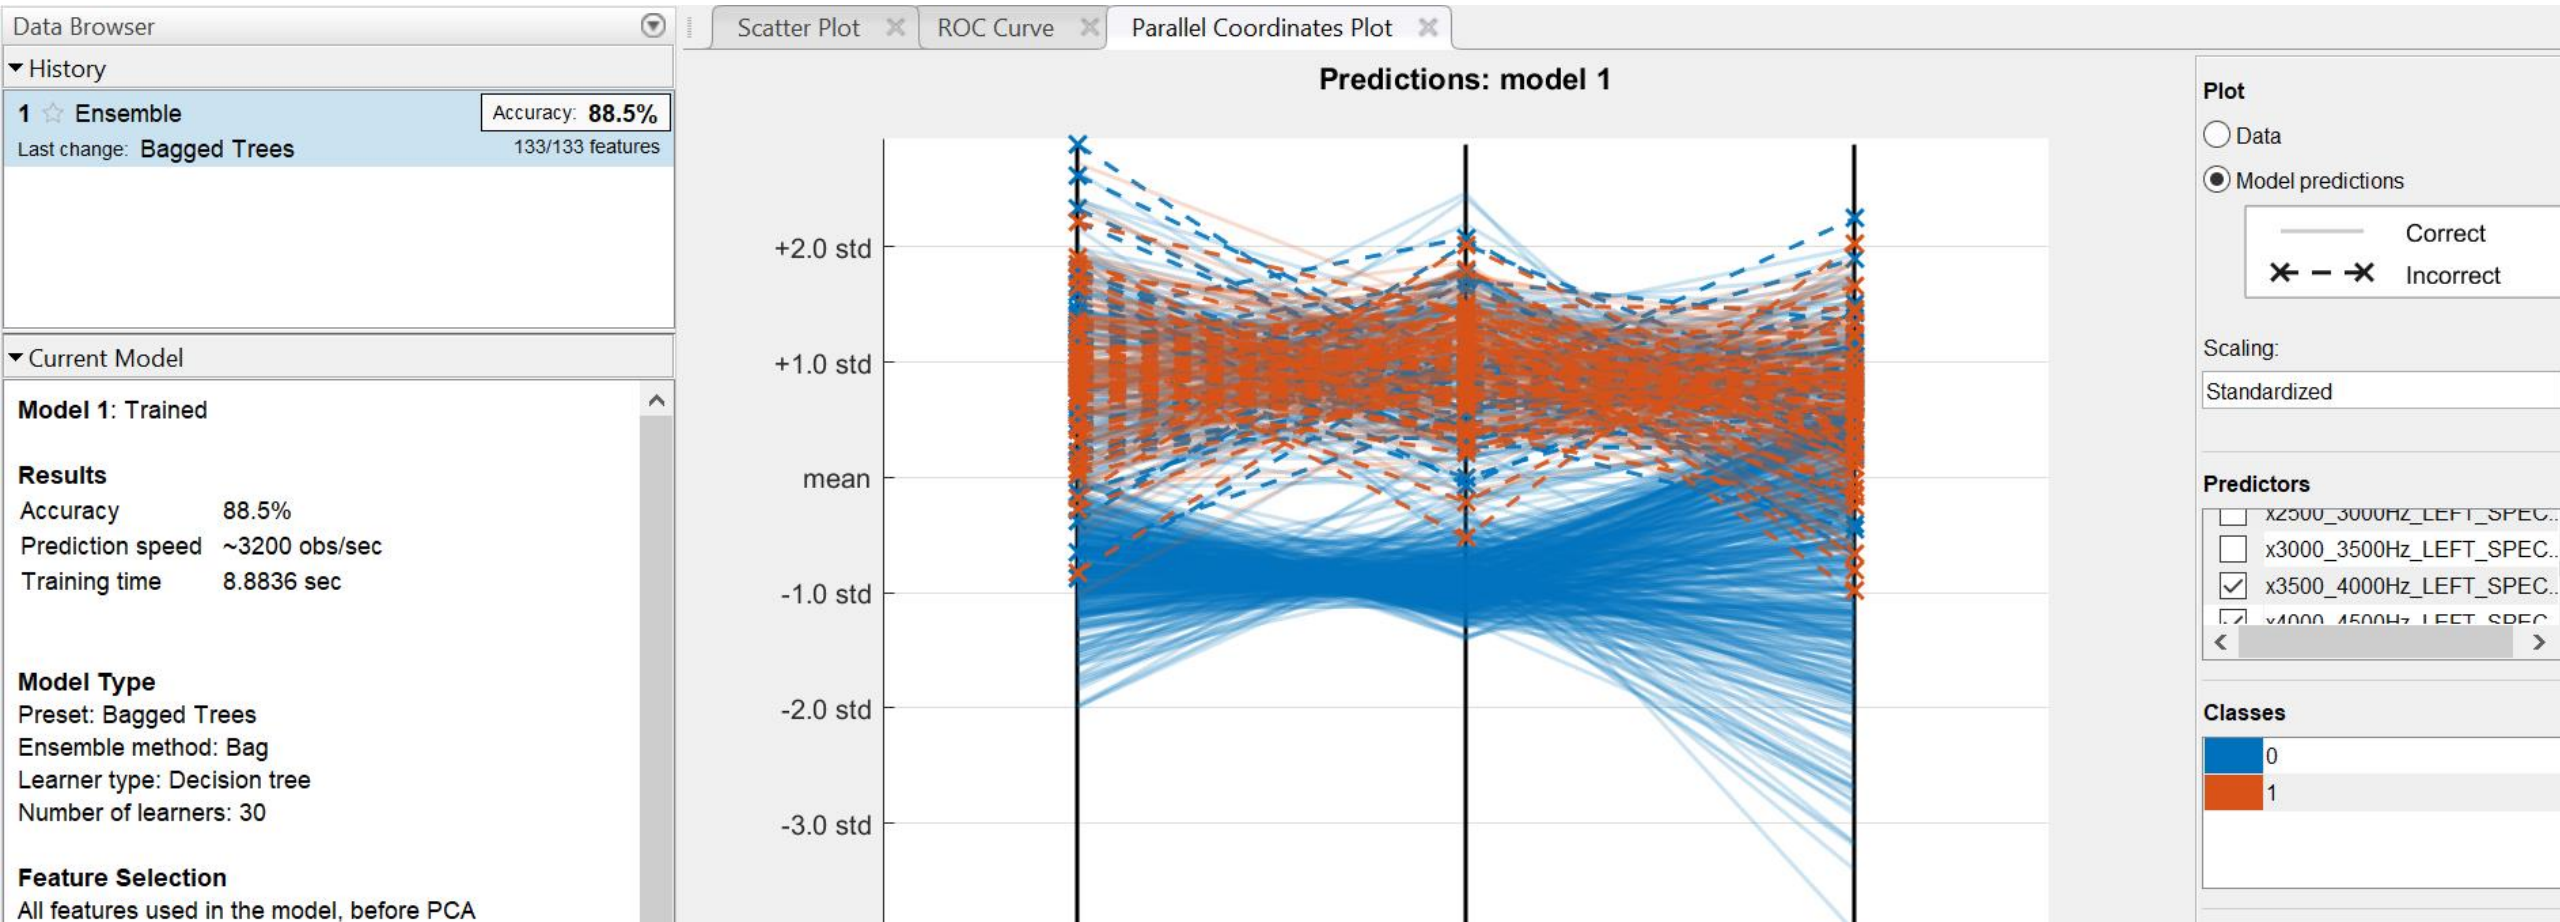 Data Browser
History
1 Ensemble Accuracy: 88.5%
Last change: Bagged Trees 133/133 features
Current Model
Model 1: Trained
Results
Accuracy 88.5%
Prediction speed ~3200 obs/sec
Training time 8.8836 sec
Model Type
Preset: Bagged Trees
Ensemble method: Bag
Learner type: Decision tree
Number of learners: 30
Feature Selection
All features used in the model, before PCA
Scatter Plot ROC Curve Parallel Coordinates Plot
Predictions: model 1
+2.0 std
+1.0 std
mean
-1.0 std
-2.0 std
-3.0 std
Plot
Data
Model predictions
Correct
Incorrect
Scaling:
Standardized
Predictors
x2500_3000HZ_LEFT_SPEC..
x3000_3500Hz_LEFT_SPEC..
x3500_4000Hz_LEFT_SPEC..
x4000_4500Hz_LEFT_SPEC
Classes
0
1